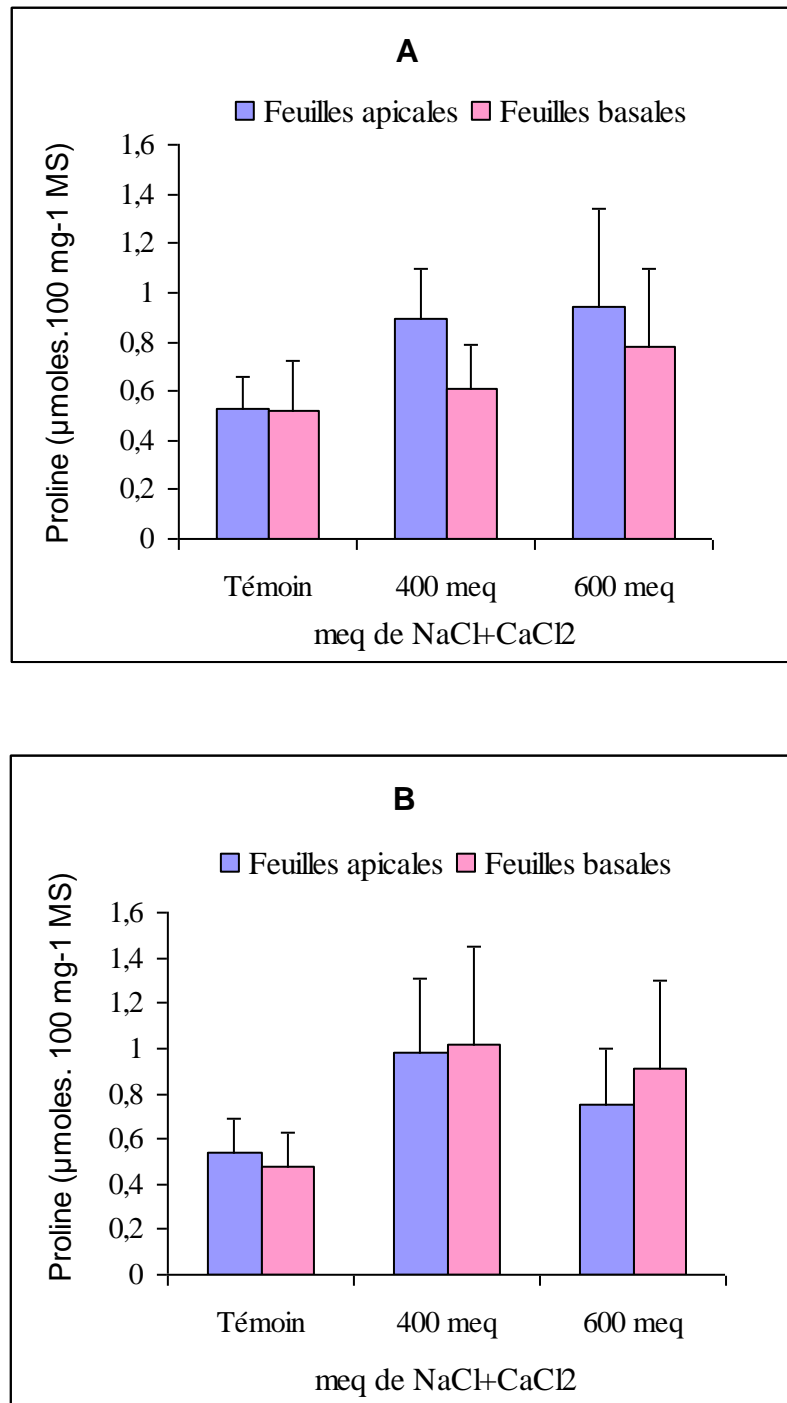 A
Feuilles apicales Feuilles basales
Proline (µmoles.100 mg-1 MS)
1,6
1,4
1,2
1
0,8
0,6
0,4
0,2
0
Témoin 400 meq 600 meq
meq de NaCl+CaCl2
B
Feuilles apicales Feuilles basales
Proline (µmoles. 100 mg-1 MS)
1,6
1,4
1,2
1
0,8
0,6
0,4
0,2
0
Témoin 400 meq 600 meq
meq de NaCl+CaCl2